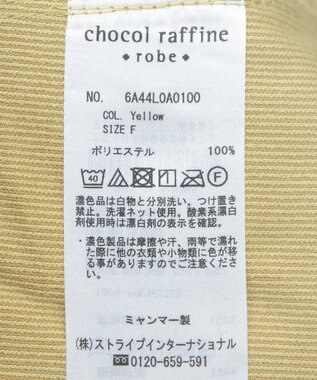 chocol raffine
robe
NO. 6A44L0A0100
COL. Yellow
SIZE F
ポリエステル 100%
40
F
濃色品は白物と分別洗い。つけ置き
禁止。洗濯ネット使用。酸素系漂白
剤使用時は漂白剤の表示を確認。
・濃色製品は摩擦や汗、雨等で濡れ
た際に他の衣類や小物類に色が移
る事がありますのでご注意くださ
い。
ミャンマー製
(株)ストライプインターナショナル
0120-659-591